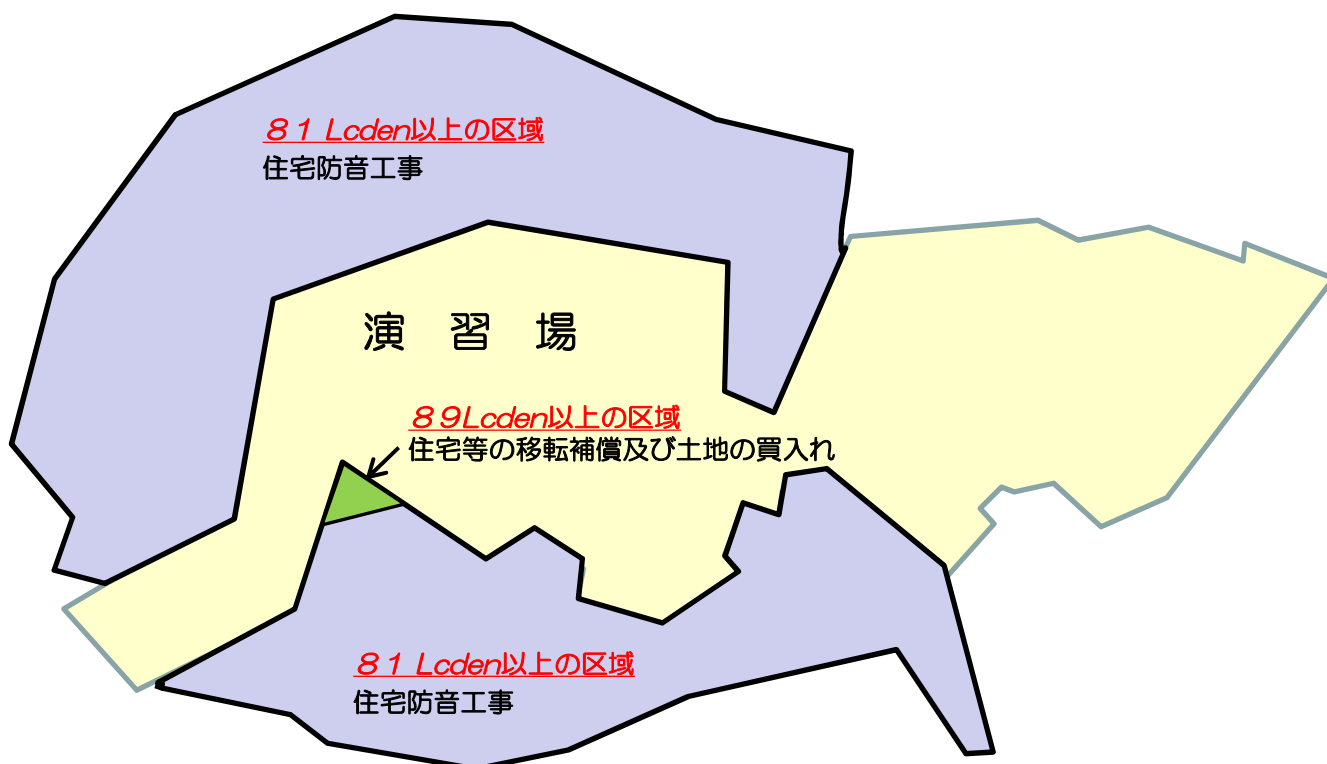 ８１ Lcden以上の区域
住宅防音工事
演　習　場
８９Lcden以上の区域
住宅等の移転補償及び土地の買入れ
８１ Lcden以上の区域
住宅防音工事